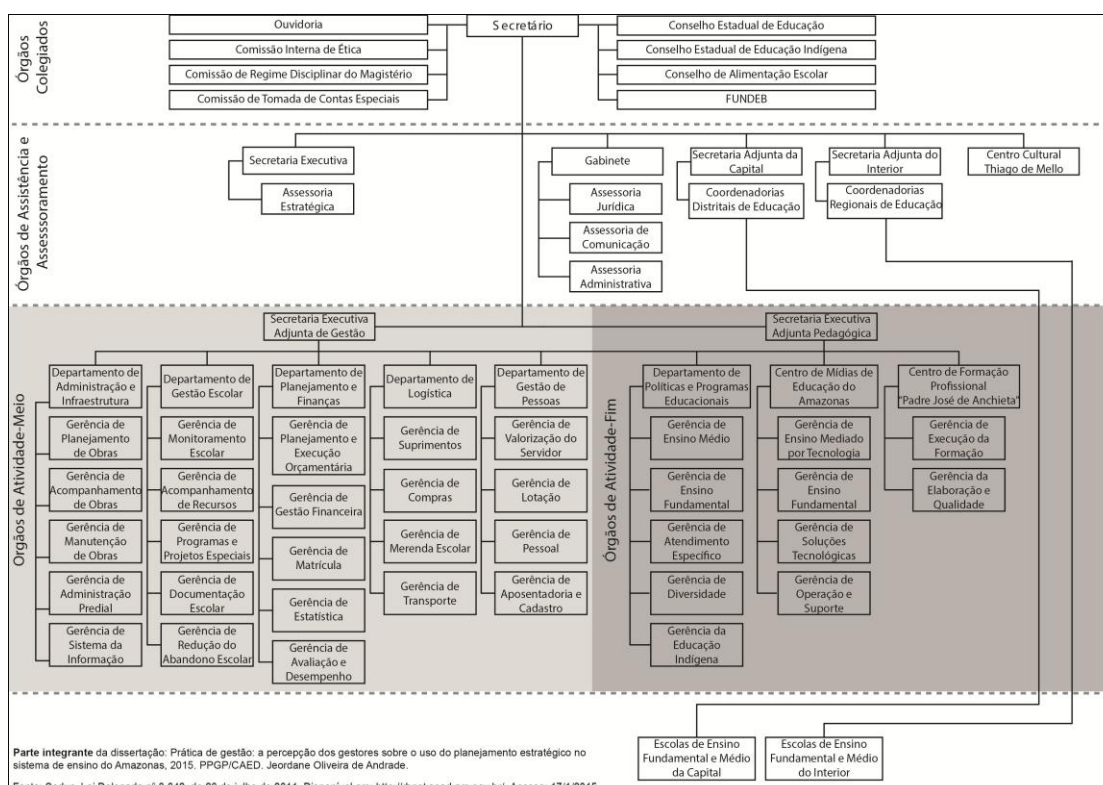 Órgãos
Colegiados
Ouvidoria
Comissão Interna de Ética
Comissão de Regime Disciplinar do Magistério
Comissão de Tomada de Contas Especiais
Secretário
Conselho Estadual de Educação
Conselho Estadual de Educação Indígena
Conselho de Alimentação Escolar
FUNDEB
Órgãos de Assistência e
Assesssoramento
Secretaria Executiva
Assessoria
Estratégica
Gabinete
Assessoria
Jurídica
Assessoria de
Comunicação
Assessoria
Administrativa
Secretaria Adjunta da
Capital
Coordenadorias
Distritais de Educação
Secretaria Adjunta do
Interior
Coordenadorias
Regionais de Educação
Centro Cultural
Thiago de Mello
Orgãos de Atividade-Meio
Secretaria Executiva
Adjunta de Gestão
Departamento de
Administração e
Infraestrutura
Gerência de
Planejamento
de Obras
Gerência de
Acompanhamento
de Obras
Gerência de
Manutenção
de Obras
Gerência de
Administração
Predial
Gerência de
Sistema da
Informação
Departamento de
Gestão Escolar
Gerência de
Monitoramento
Escolar
Gerência de
Acompanhamento
de Recursos
Gerência de
Programas e
Projetos Especiais
Gerência de
Documentação
Escolar
Gerência de
Redução do
Abandono Escolar
Departamento de
Planejamento e
Finanças
Gerência de
Planejamento e
Execução
Orçamentária
Gerência de
Gestão Financeira
Gerência de
Matrícula
Gerência de
Estatística
Gerência de
Avaliação e
Desempenho
Departamento de
Logística
Gerência de
Suprimentos
Gerência de
Compras
Gerência de
Merenda Escolar
Gerência de
Transporte
Departamento de
Gestão de
Pessoas
Gerência de
Valorização do
Servidor
Gerência de
Lotação
Gerência de
Pessoal
Gerência de
Aposentadoria e
Cadastro
Órgãos de Atividade-Fim
Secretaria Executiva
Adjunta Pedagógica
Departamento de
Políticas e Programas
Educacionais
Gerência de
Ensino Médio
Gerência de
Ensino
Fundamental
Gerência de
Atendimento
Específico
Gerência de
Diversidade
Gerência da
Educação
Indígena
Centro de Mídias de
Educação do
Amazonas
Gerência de
Ensino Mediado
por Tecnologia
Gerência de
Ensino
Fundamental
Gerência de
Soluções
Tecnológicas
Gerência de
Operação e
Suporte
Centro de Formação
Profissional
"Padre José de Anchieta"
Gerência de
Execução da
Formação
Gerência da
Elaboração e
Qualidade
Escolas de Ensino
Fundamental e Médio
da Capital
Escolas de Ensino
Fundamental e Médio
do Interior
Parte integrante da dissertação: Prática de gestão: a percepção dos gestores sobre o uso do planejamento estratégico no
sistema de ensino do Amazonas, 2015. PPGP/CAED. Jeordane Oliveira de Andrade.